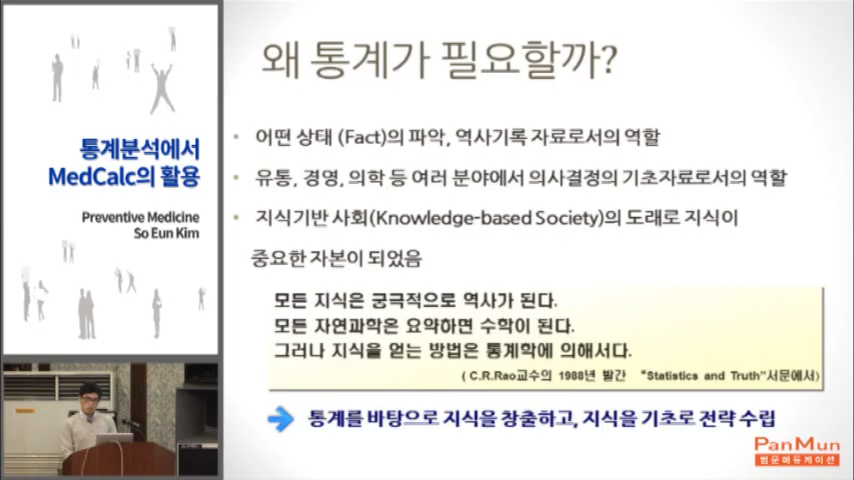 통계분석에서
MedCalc의 활용
Preventive Medicine
So Eun Kim
왜 통계가 필요할까?
• 어떤 상태 (Fact)의 파악, 역사기록 자료로서의 역할
• 유통, 경영, 의학 등 여러 분야에서 의사결정의 기초자료로서의 역할
• 지식기반 사회(Knowledge-based Society)의 도래로 지식이
중요한 자본이 되었음
모든 지식은 궁극적으로 역사가 된다.
모든 자연과학은 요약하면 수학이 된다.
그러나 지식을 얻는 방법은 통계학에 의해서다.
( C.R.Rao교수의 1988년 발간 “Statistics and Truth”서문에서)
통계를 바탕으로 지식을 창출하고, 지식을 기초로 전략 수립
PanMun
범문에듀케이션